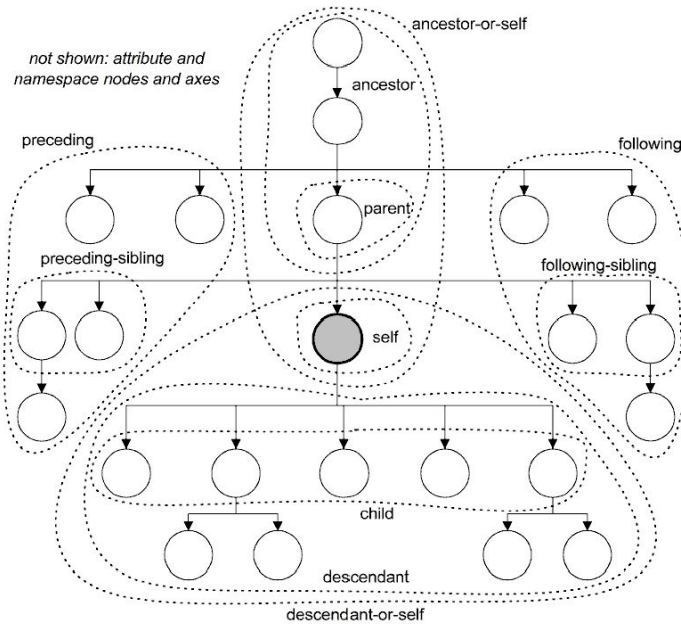 ancestor-or-self
not shown: attribute and
namespace nodes and axes
ancestor
preceding
following
parent
preceding-sibling
following-sibling
self
child
descendant
descendant-or-self